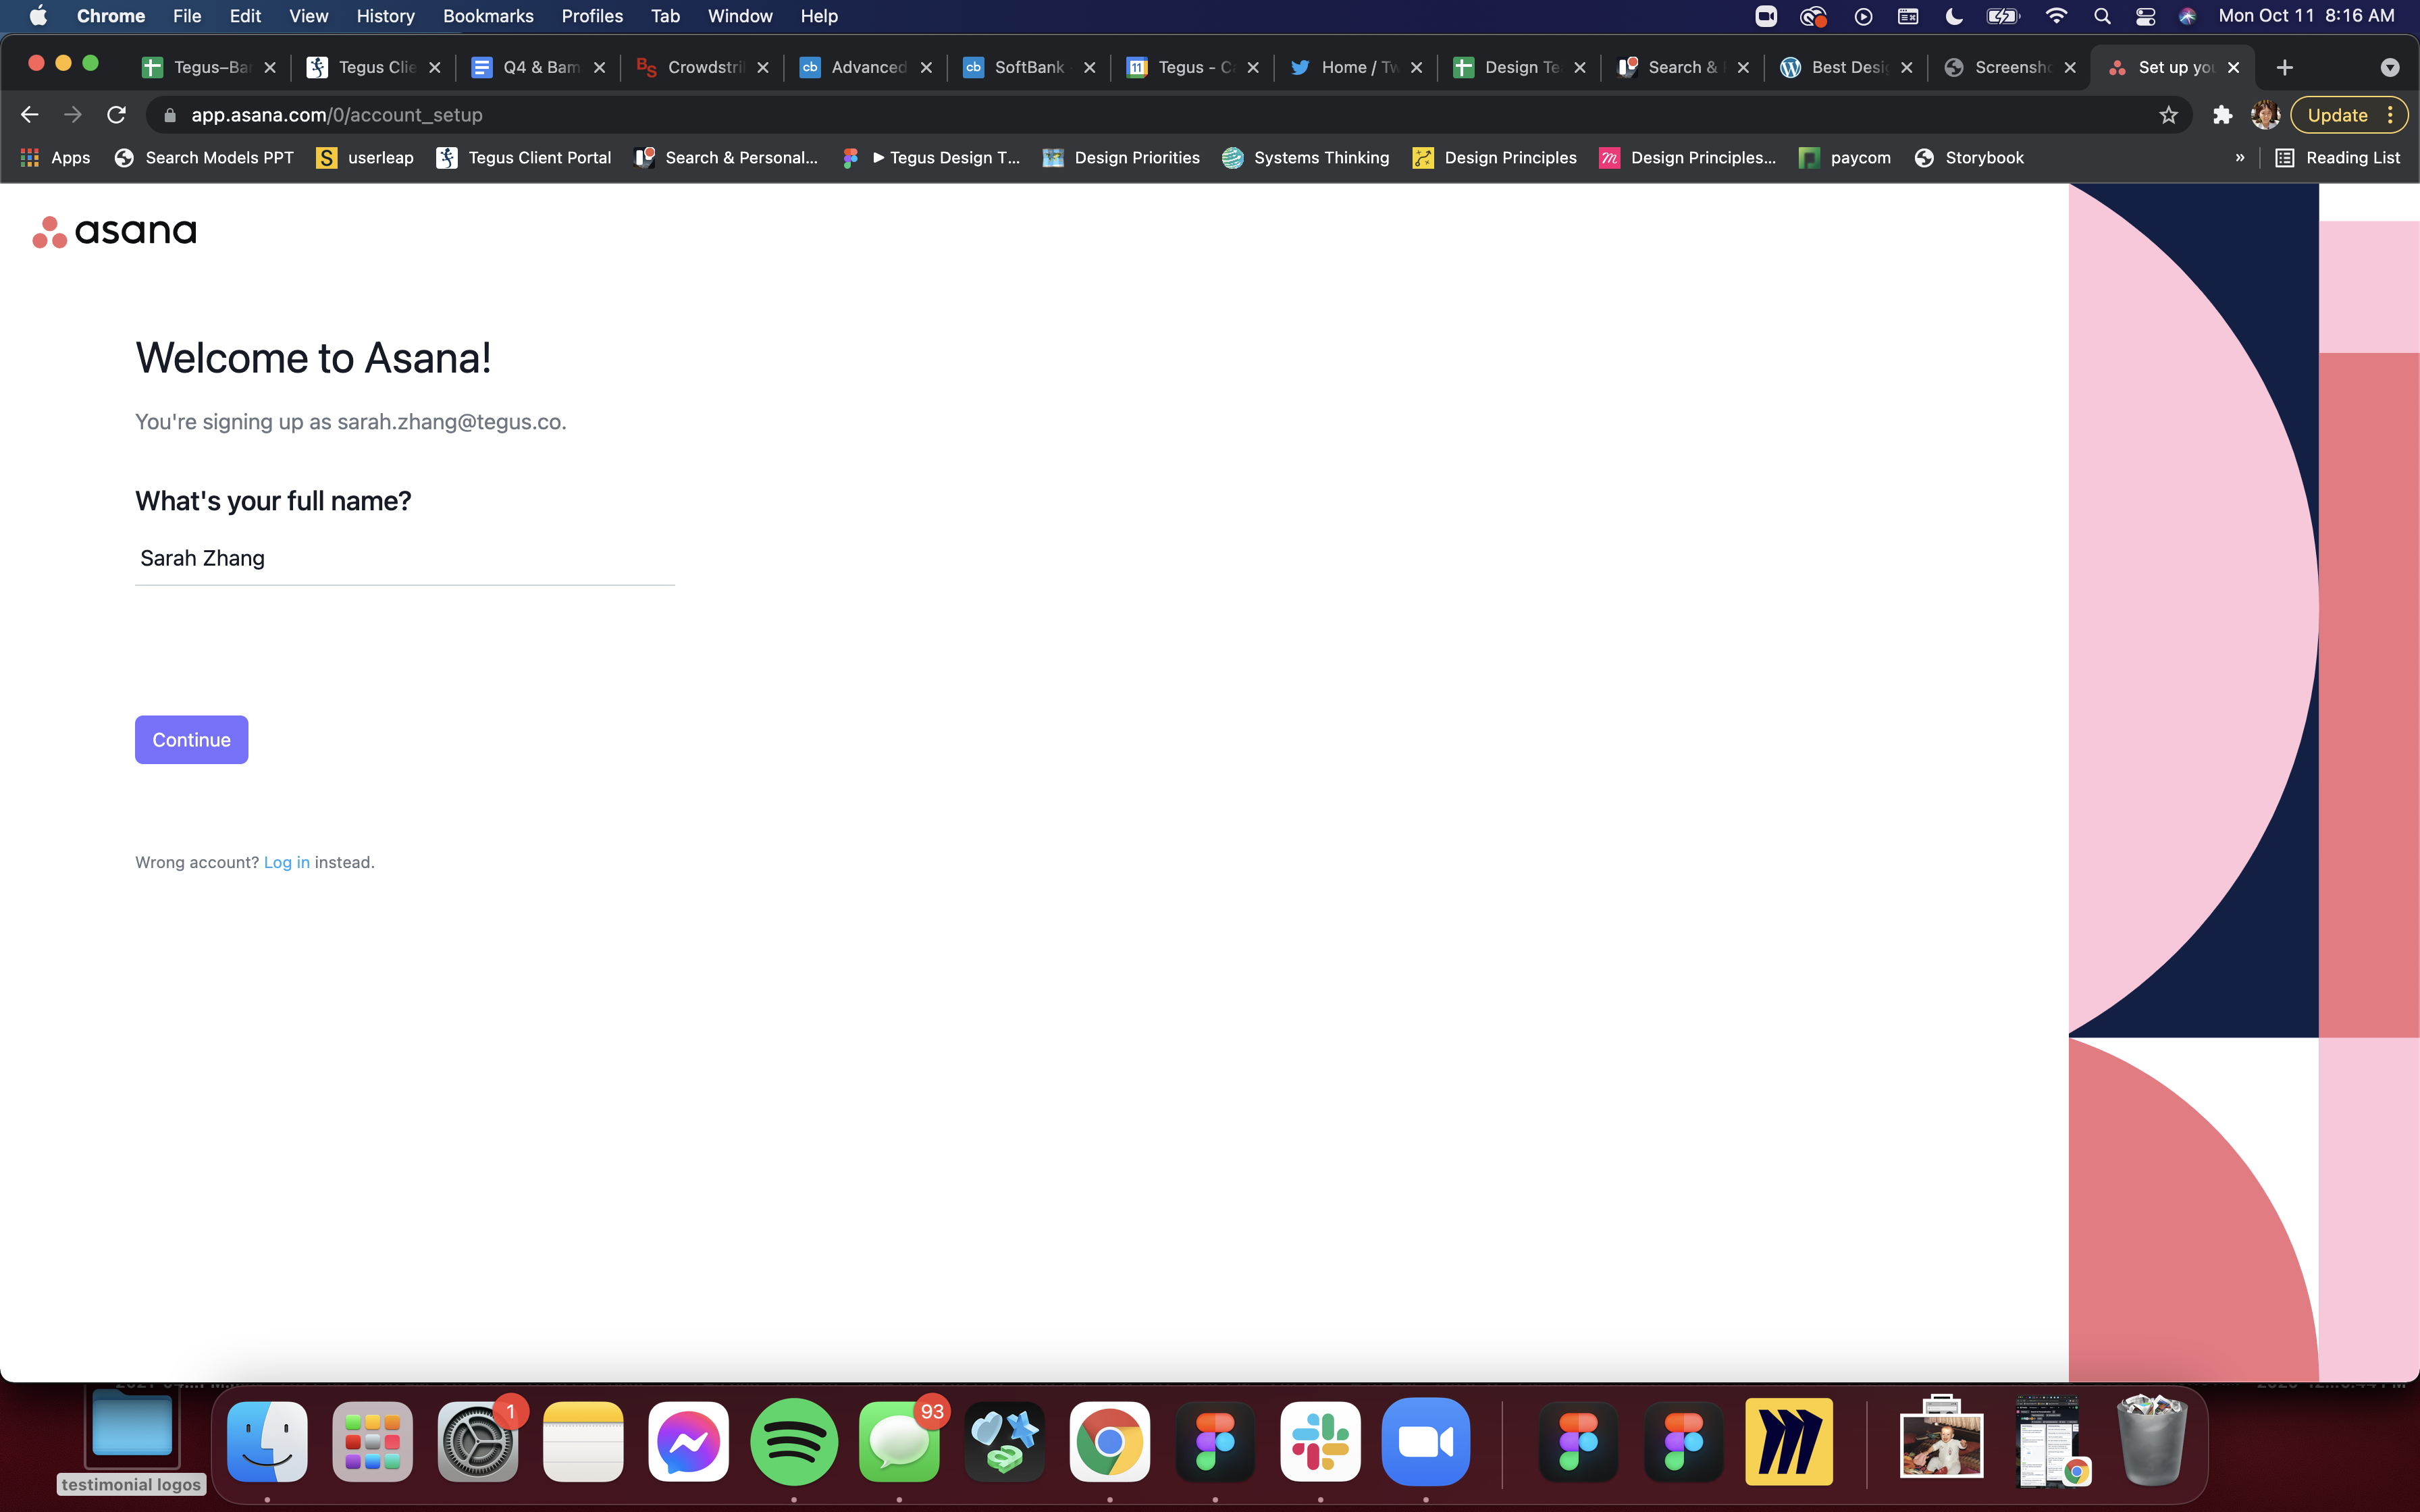 Chrome File Edit View History Bookmarks Profiles Tab Window Help Mon Oct 11 8:16 AM
Tegus–Ba Tegus Clie Q4 & Bam BS Crowdstri cb Advanced cb SoftBank 11 Tegus - C Home / Tw Design Te Search & Best Desi Screensho Set up you
app.asana.com/0/account_setup Update
Apps Search Models PPT S userleap Tegus Client Portal Search & Personal... ► Tegus Design T... Design Priorities Systems Thinking Design Principles m Design Principles... paycom Storybook » Reading List
asana
Welcome to Asana!
You're signing up as sarah.zhang@tegus.co.
What's your full name?
Sarah Zhang
Continue
Wrong account? Log in instead.
1 93
testimonial logos